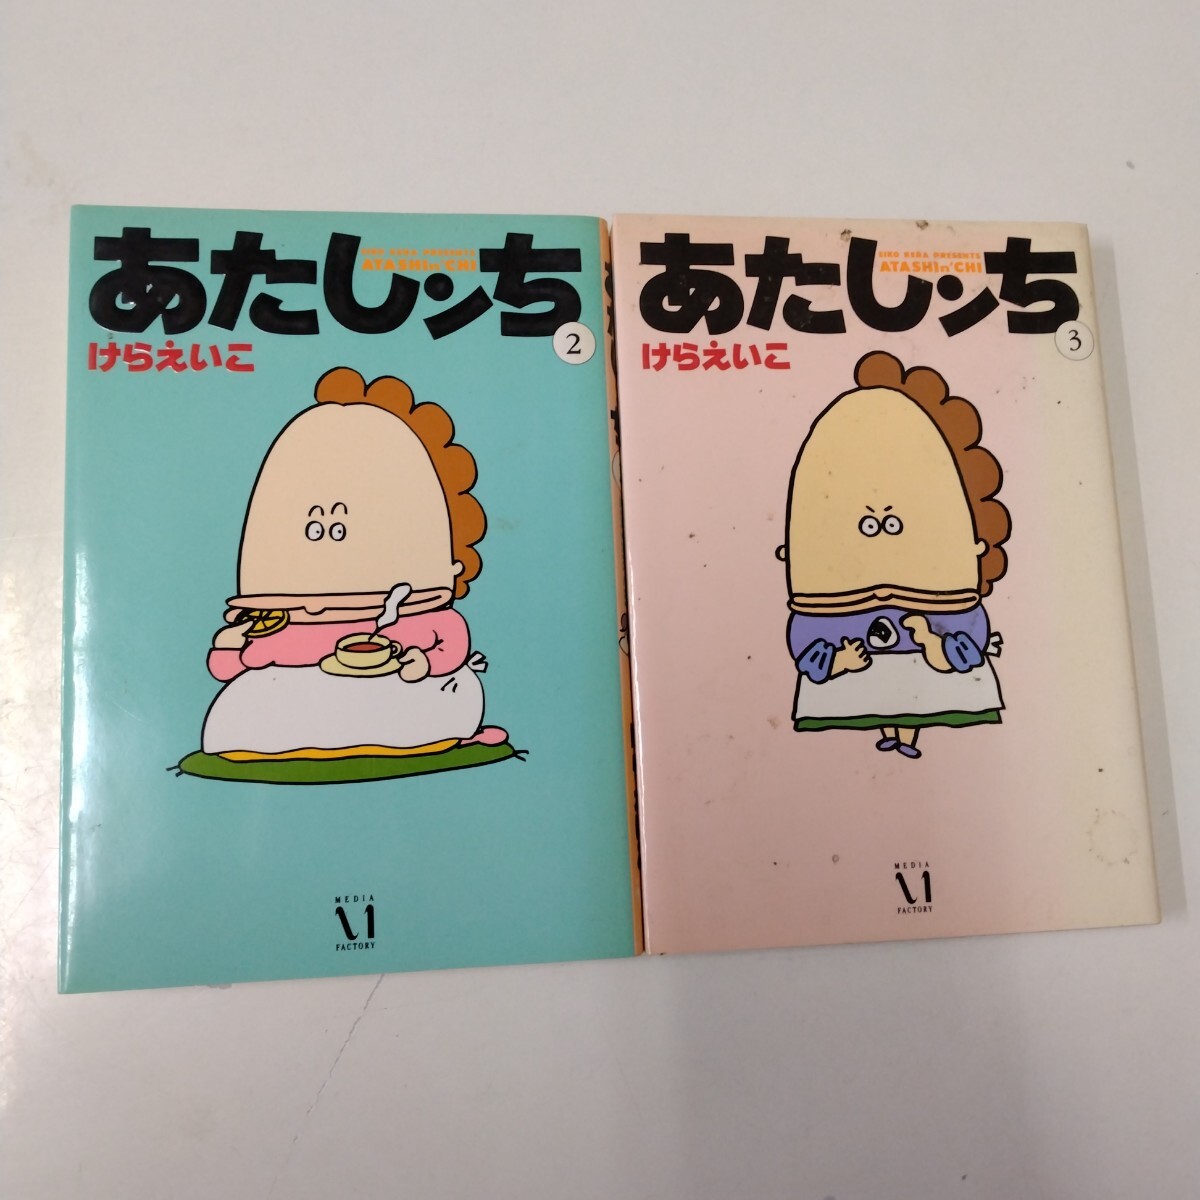 あたしンち
EIKO KERA PRESENTS
ATASHIn'CHI
2
けらえいこ
MEDIA
FACTORY
あたしンち
EIKO KERA PRESENTS
ATASHIn'CHI
3
けらえいこ
MEDIA
FACTORY